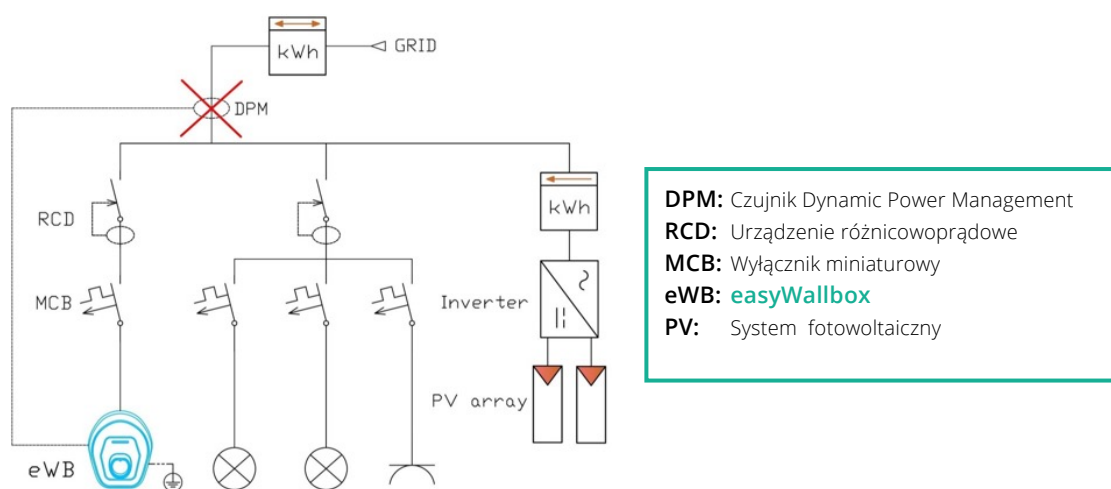 kWh
GRID
DPM
RCD
kWh
MCB
Inverter
PV array
eWB
DPM: Czujnik Dynamic Power Management
RCD: Urządzenie różnicowoprądowe
MCB: Wyłącznik miniaturowy
eWB: easyWallbox
PV: System fotowoltaiczny